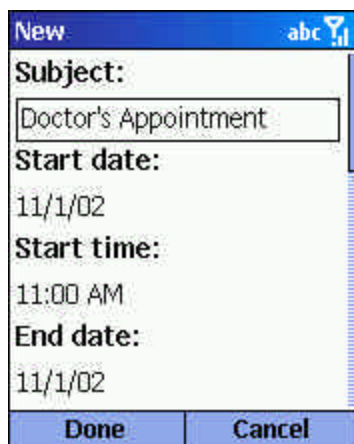 New abc
Subject:
Doctor's Appointment
Start date:
11/1/02
Start time:
11:00 AM
End date:
11/1/02
Done Cancel